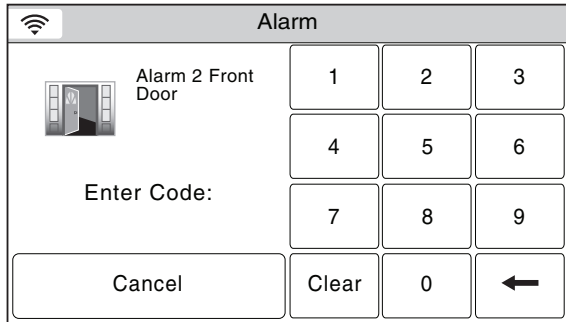 Alarm
Alarm 2 Front
Door
Enter Code:
1 2 3
4 5 6
7 8 9
Cancel Clear 0